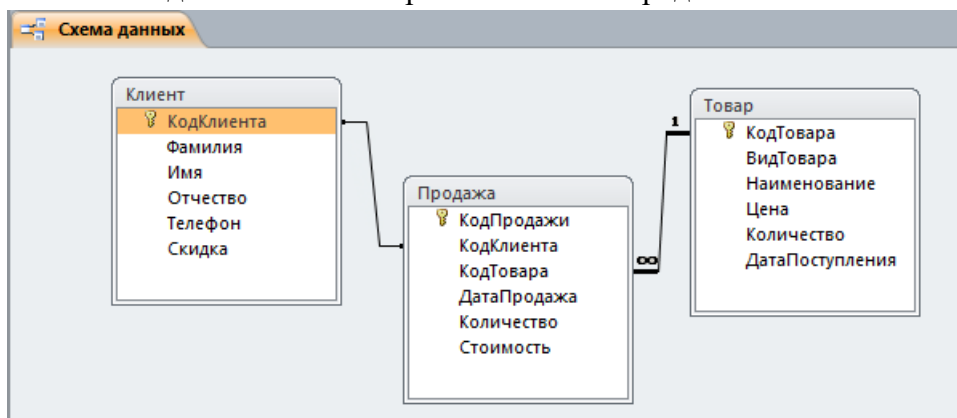 Схема данных
Клиент
КодКлиента
Фамилия
Имя
Отчество
Телефон
Скидка
Продажа
КодПродажи
КодКлиента
КодТовара
ДатаПродажа
Количество
Стоимость
1
∞
Товар
КодТовара
ВидТовара
Наименование
Цена
Количество
ДатаПоступления